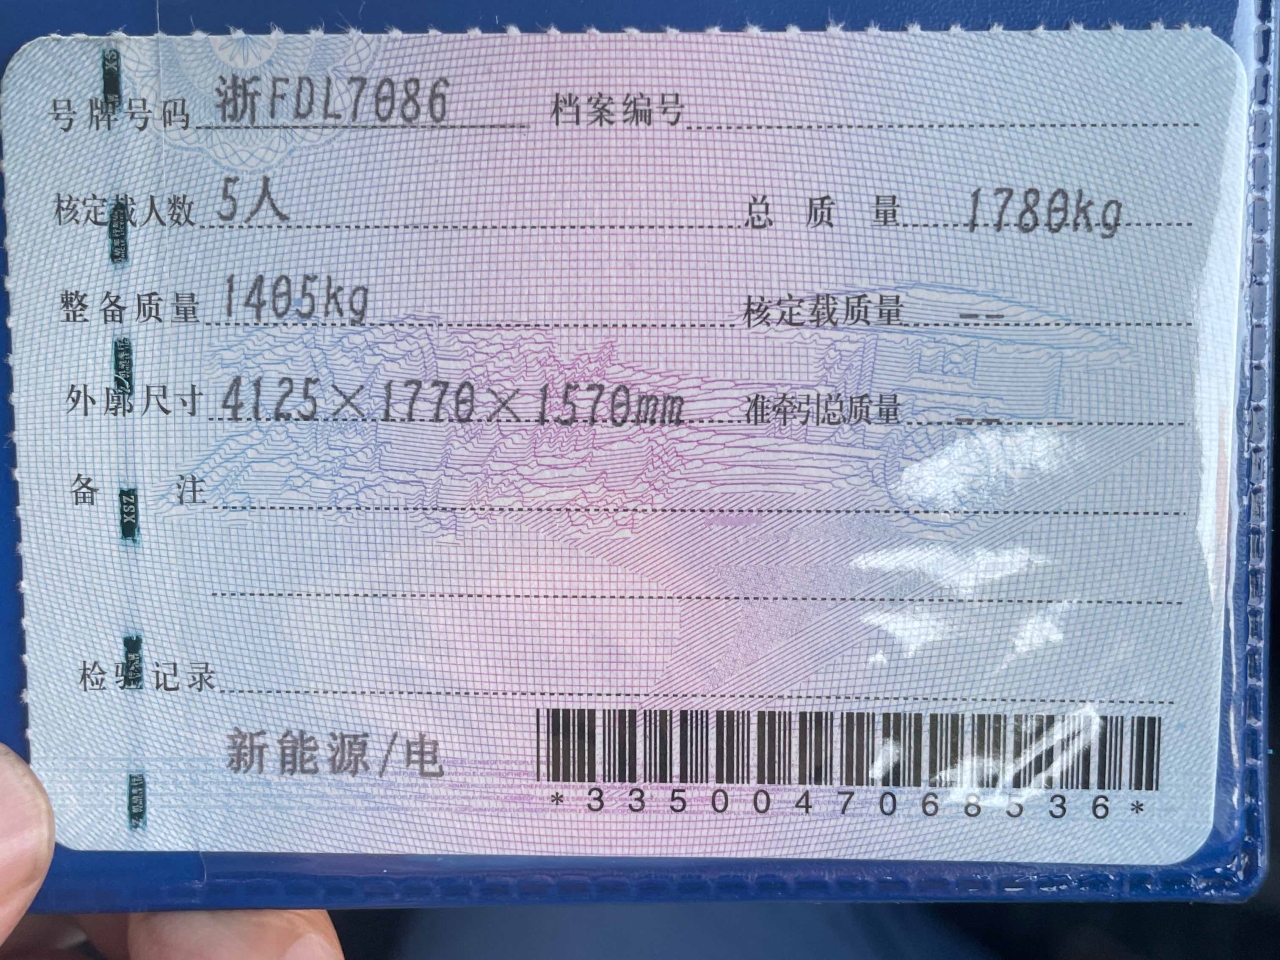 号牌号码 浙FDL7086 档案编号
核定载人数 5人 总质量 1780kg
整备质量 1405kg 核定载质量 --
外廓尺寸 4125×1770×1570mm 准牵引总质量 --
备注
检验记录
新能源/电
*3350047068536*
XSZ